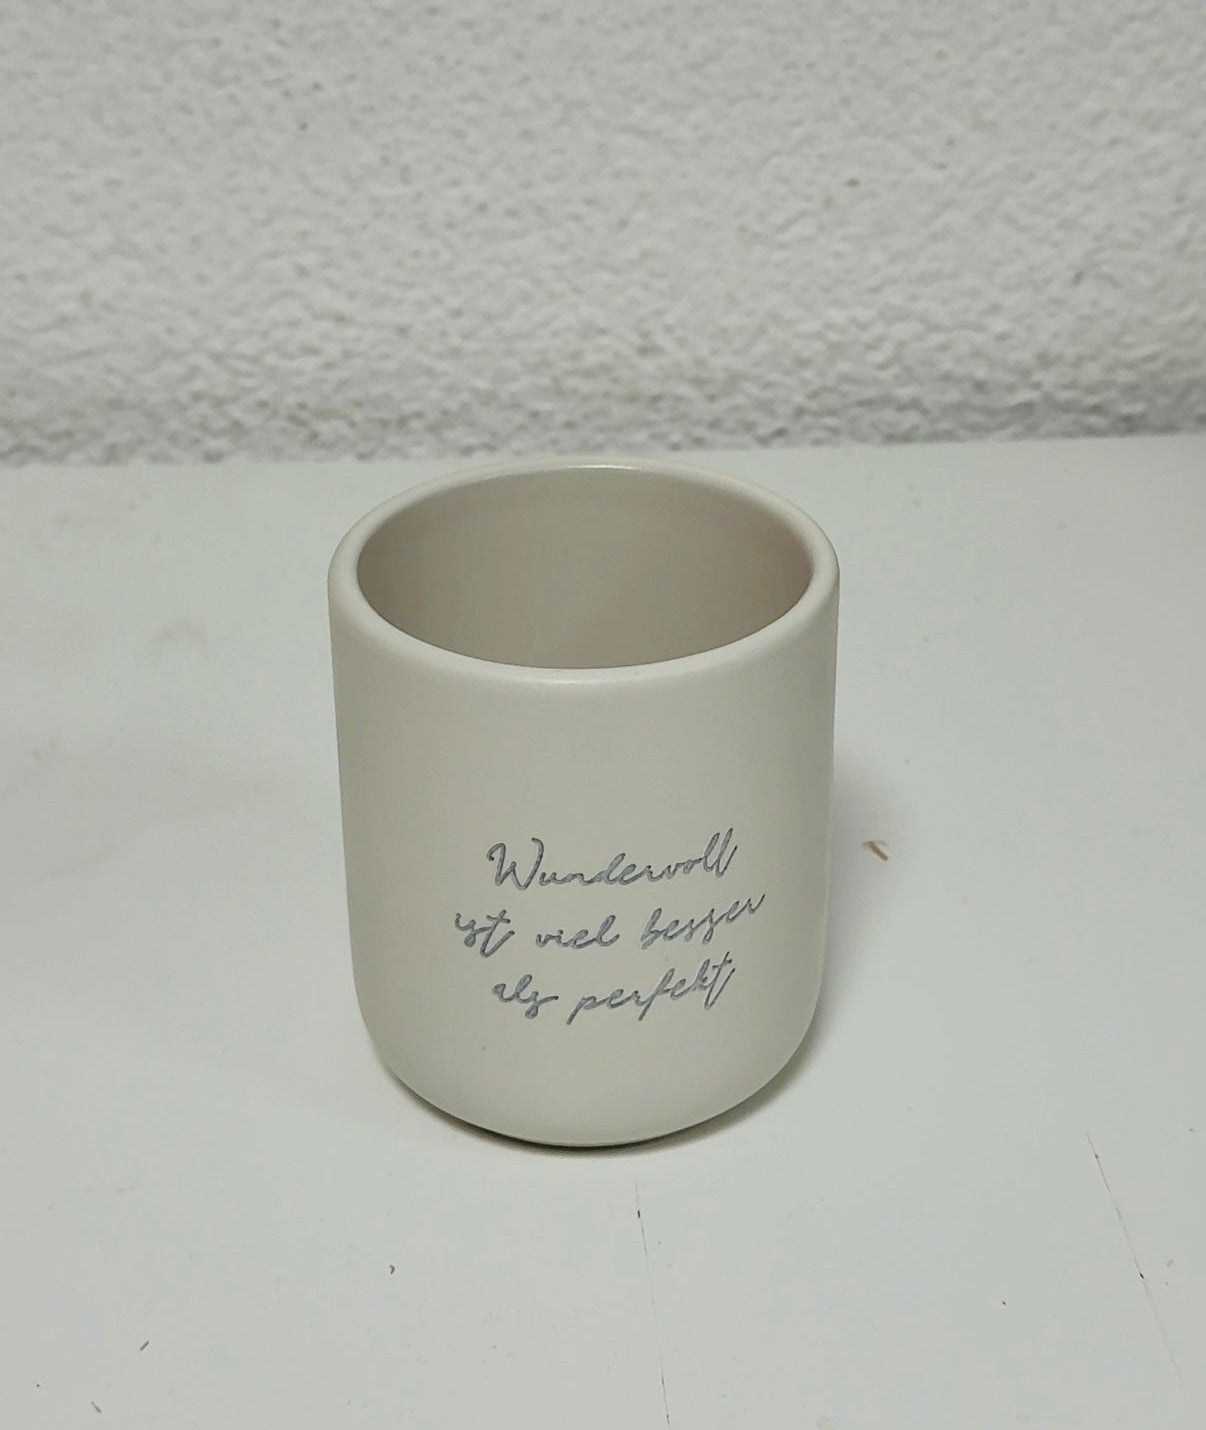 Wundervoll
ist viel besser
als perfekt